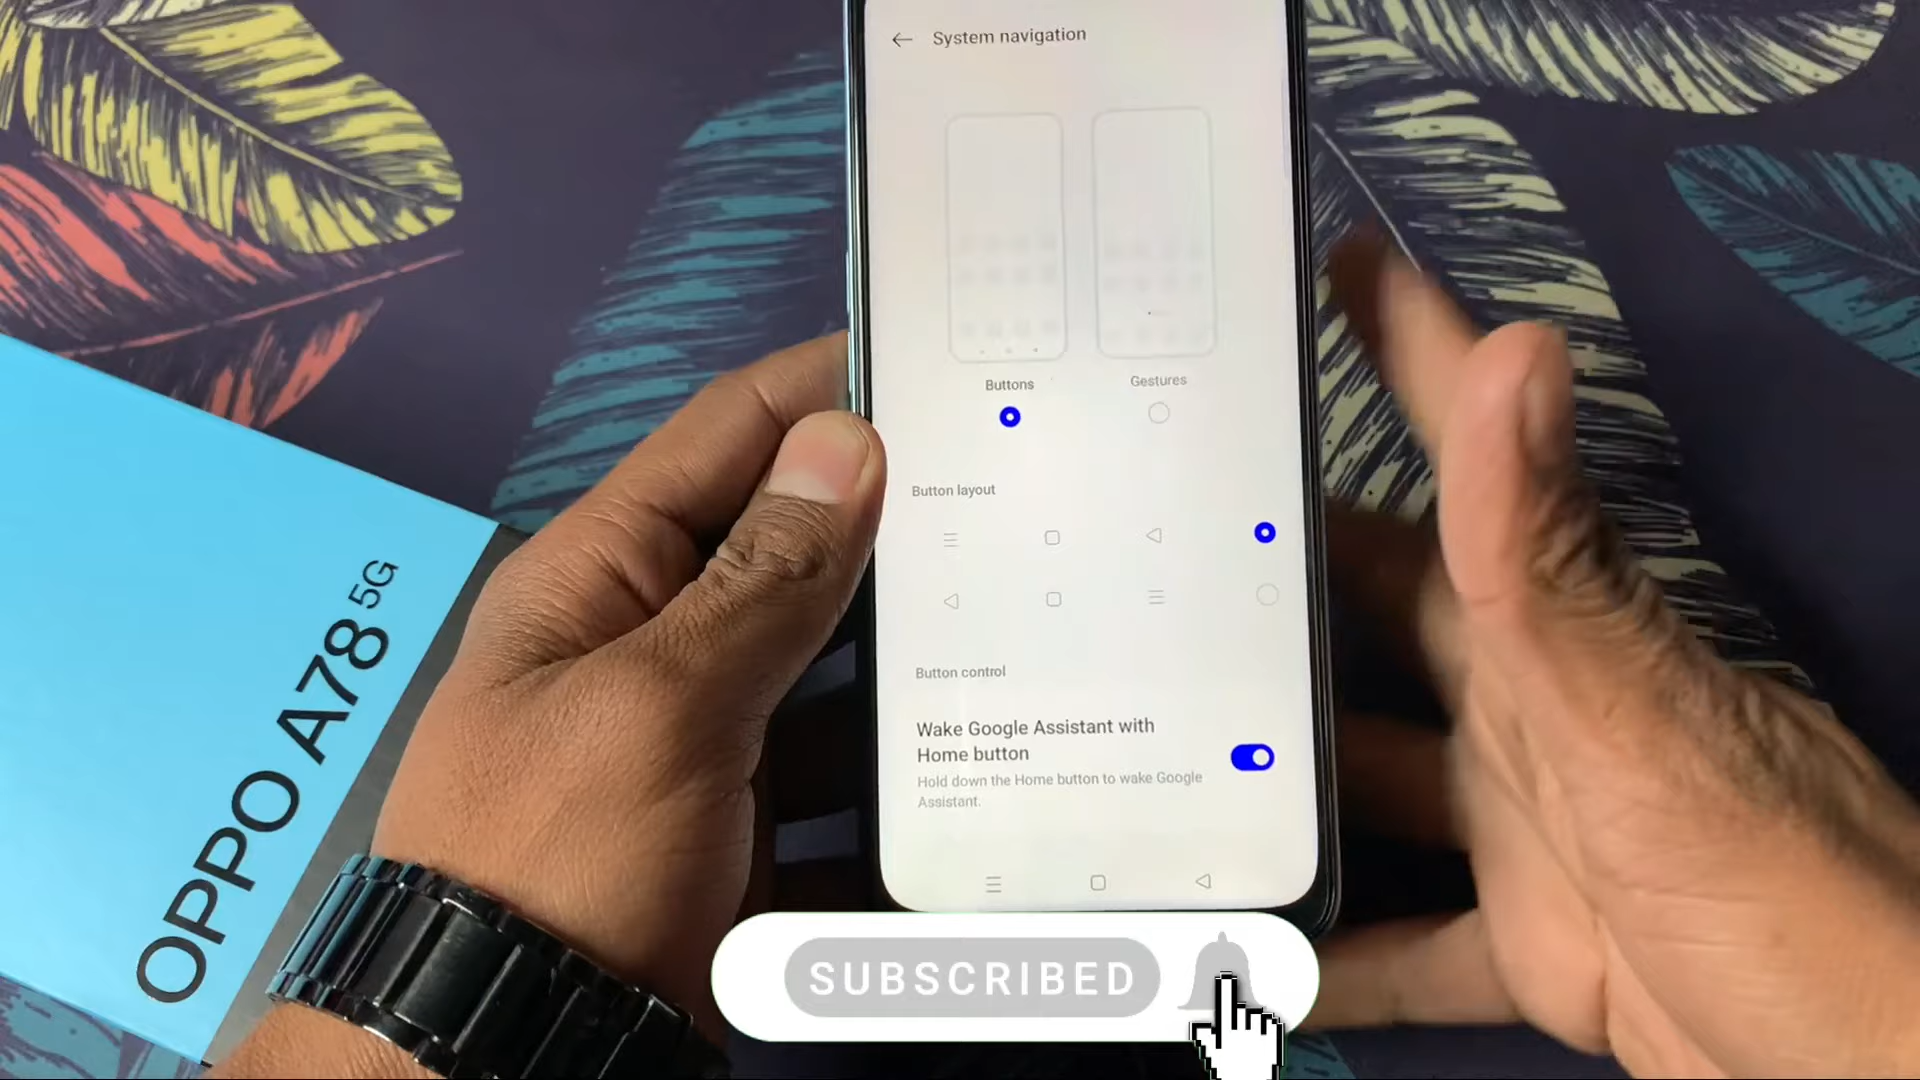 System navigation
Buttons
Gestures
Button layout
Button control
Wake Google Assistant with
Home button
Hold down the Home button to wake Google
Assistant.
OPPO A78 5G
SUBSCRIBED